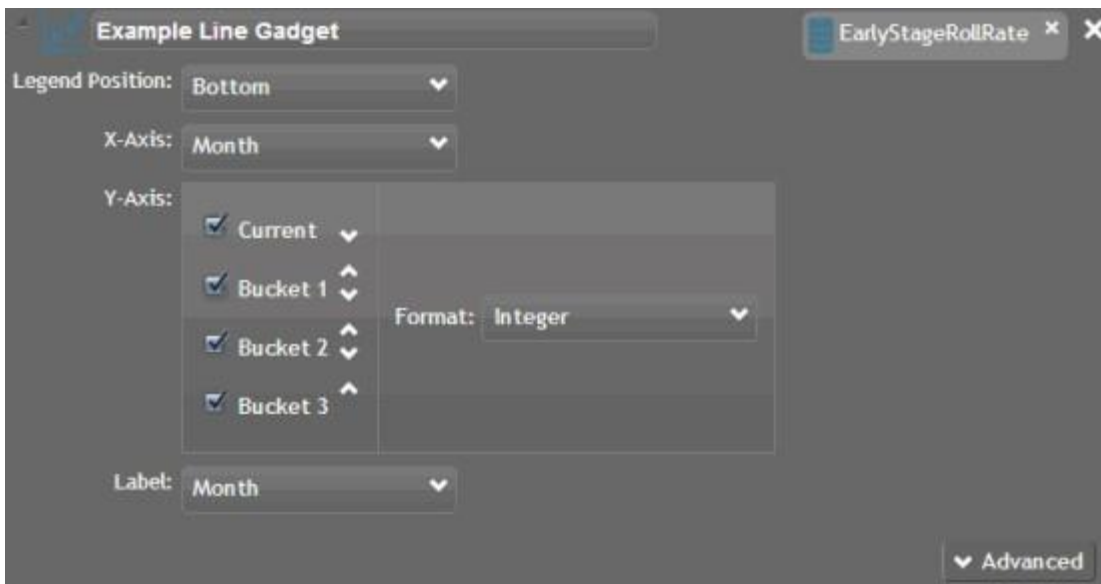 Example Line Gadget
EarlyStageRollRate
Legend Position: Bottom
X-Axis: Month
Y-Axis:
Current
Bucket 1
Bucket 2
Bucket 3
Format: Integer
Label: Month
Advanced